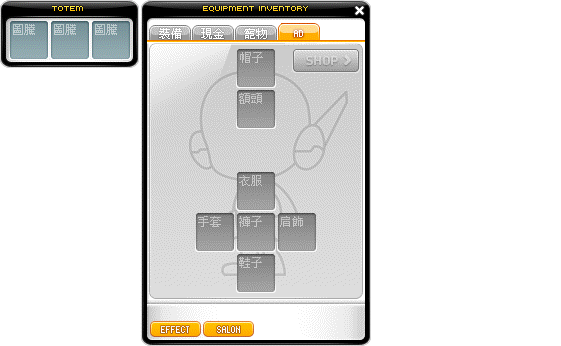 TOTEM
圖騰 圖騰 圖騰
EQUIPMENT INVENTORY
裝備 現金 寵物 AD
SHOP
帽子
額頭
衣服
手套 褲子 肩飾
鞋子
EFFECT SALON